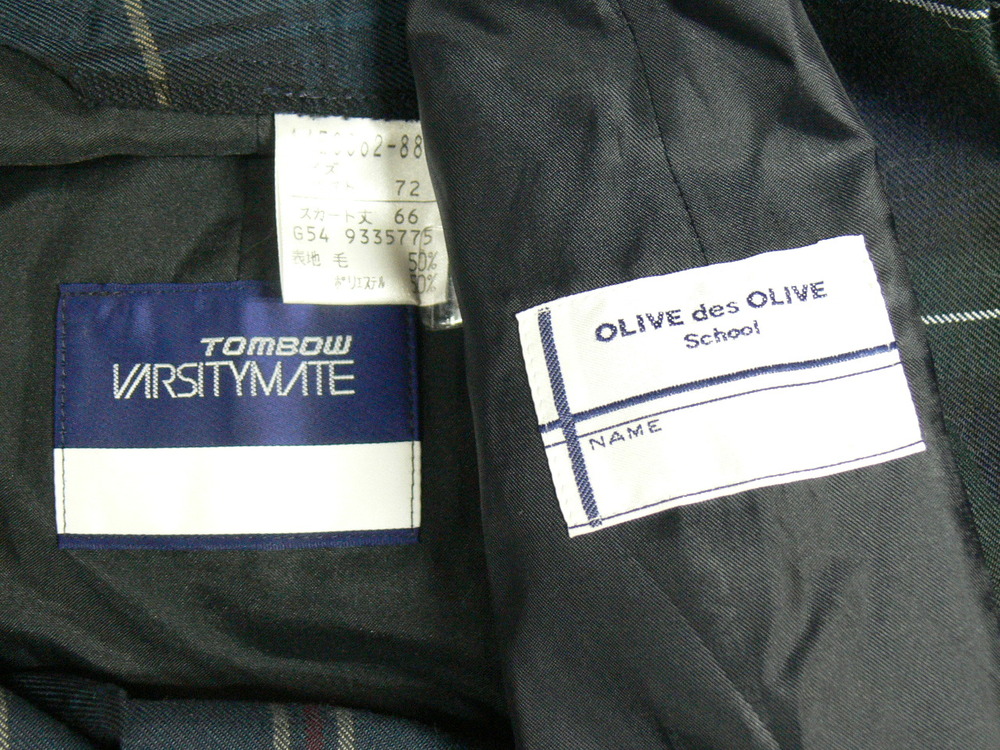 72
スカート丈 66
G54 9335775
表地 毛 50%
ポリエステル 50%
TOMBOW
VARSITYMATE
OLIVE des OLIVE
School
NAME